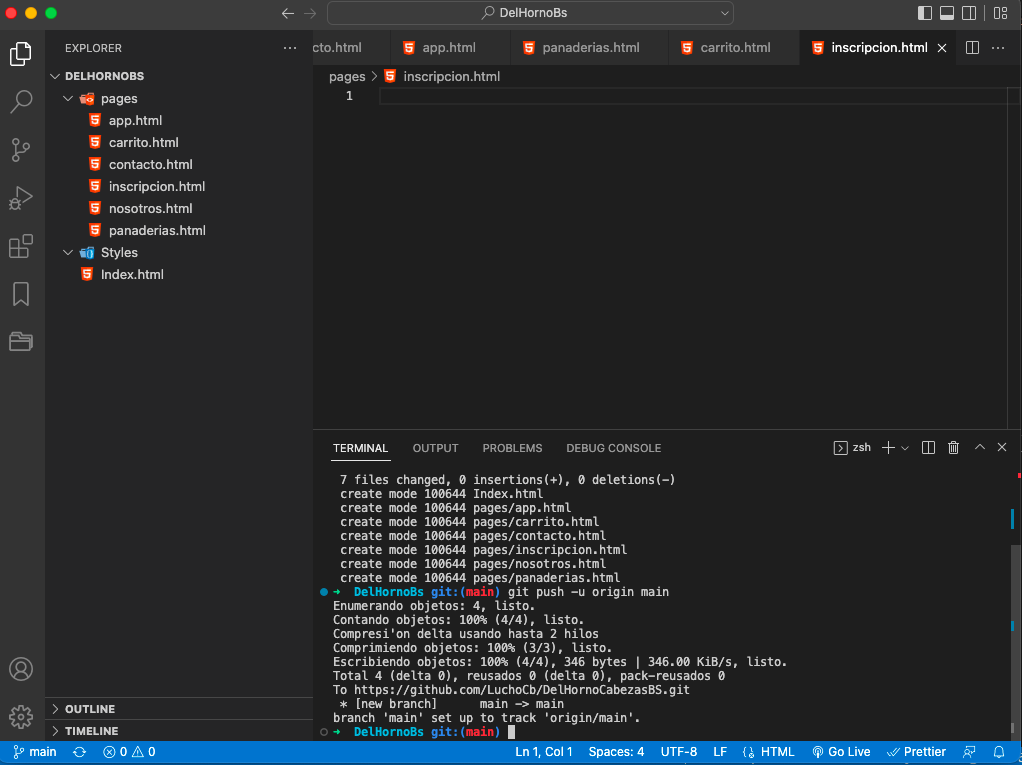 DelHornoBs
EXPLORER
cto.html
app.html
panaderias.html
carrito.html
inscripcion.html
DELHORNOBS
pages
app.html
carrito.html
contacto.html
inscripcion.html
nosotros.html
panaderias.html
Styles
Index.html
OUTLINE
TIMELINE
pages > inscripcion.html
1
TERMINAL OUTPUT PROBLEMS DEBUG CONSOLE
zsh
7 files changed, 0 insertions(+), 0 deletions(-)
create mode 100644 Index.html
create mode 100644 pages/app.html
create mode 100644 pages/carrito.html
create mode 100644 pages/contacto.html
create mode 100644 pages/inscripcion.html
create mode 100644 pages/nosotros.html
create mode 100644 pages/panaderias.html
➜ DelHornoBs git:(main) git push -u origin main
Enumerando objetos: 4, listo.
Contando objetos: 100% (4/4), listo.
Compresi'on delta usando hasta 2 hilos
Comprimiendo objetos: 100% (3/3), listo.
Escribiendo objetos: 100% (4/4), 346 bytes | 346.00 KiB/s, listo.
Total 4 (delta 0), reusados 0 (delta 0), pack-reusados 0
To https://github.com/LuchoCb/DelHornoCabezasBS.git
* [new branch] main -> main
branch 'main' set up to track 'origin/main'.
➜ DelHornoBs git:(main)
main 0 0 Ln 1, Col 1 Spaces: 4 UTF-8 LF {} HTML Go Live Prettier